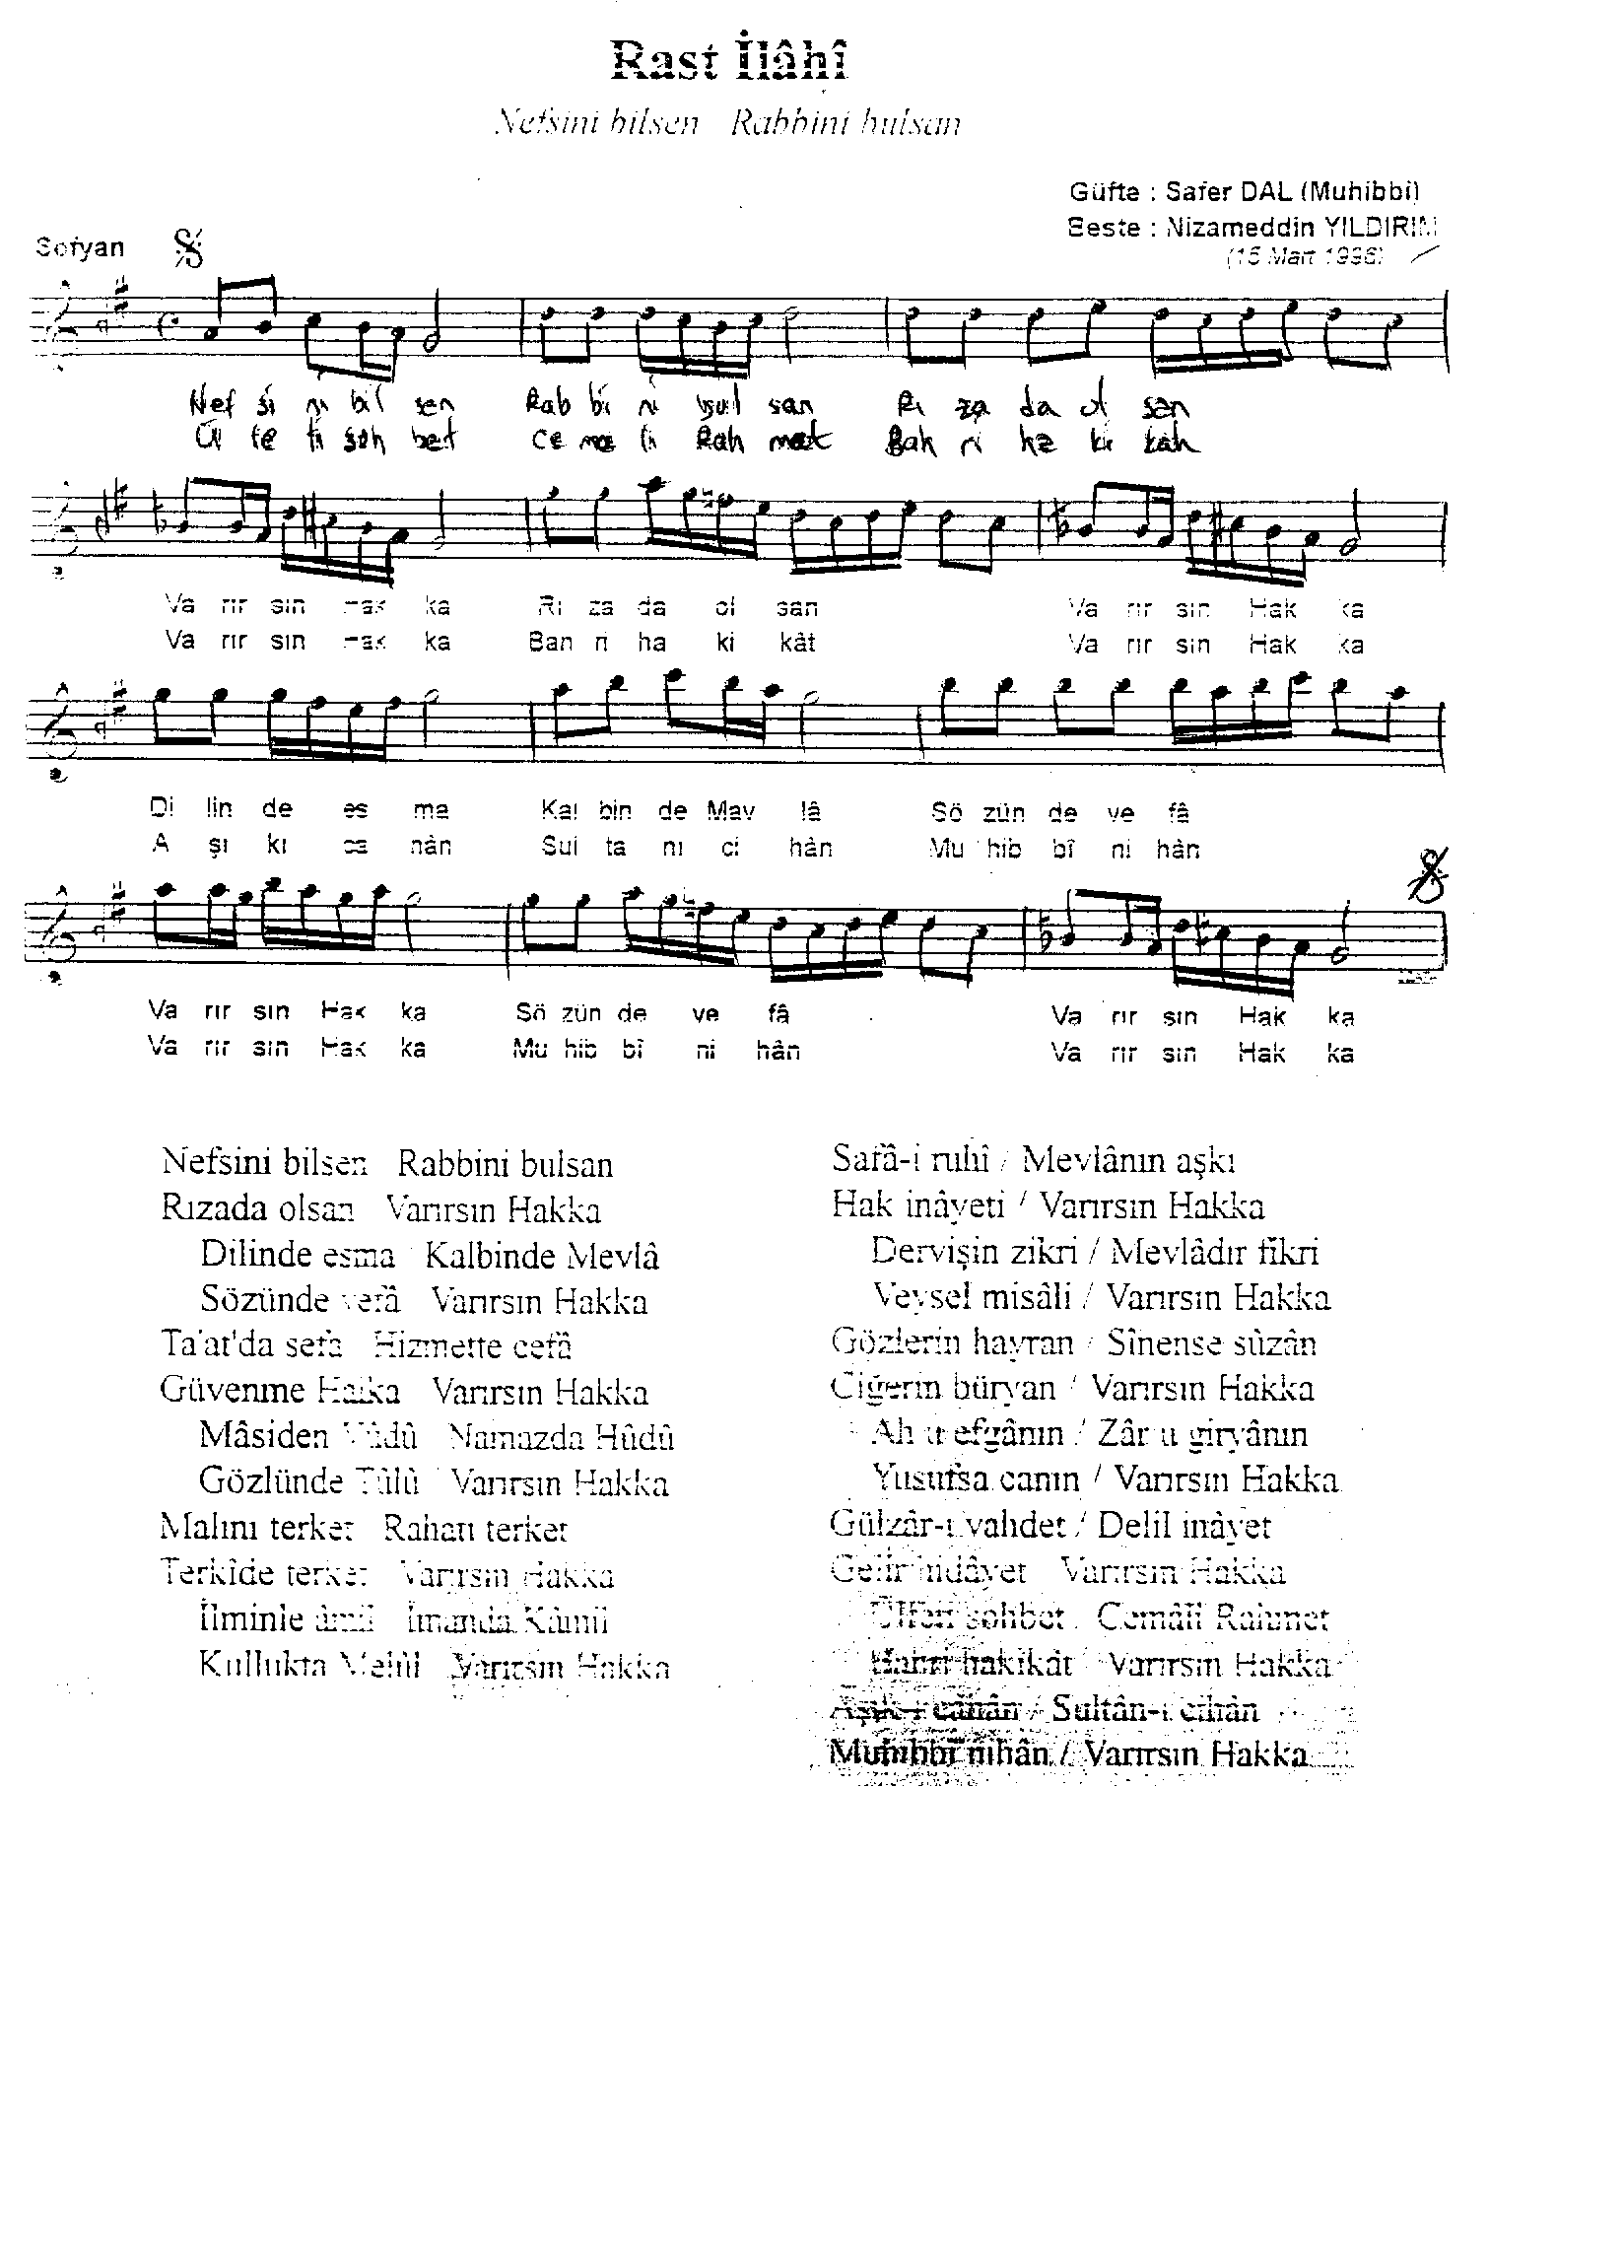 Rast İlâhî
Nefsini bilsen Rabbini bulsan
Güfte : Safer DAL (Muhibbi)
Beste : Nizameddin YILDIRIM
(15 Mart 1996)
Sofyan
Nef si ni bil sen Rab bi ni bul san Rı za da ol san
Ül fe ti soh bet Ce ma li Rah met Bah ri ha ki kat
Va rır sın Hak ka Rı za da ol san Va rır sın Hak ka
Va rır sın Hak ka Bah ri ha ki kât Va rır sın Hak ka
Di lin de es ma Kal bin de Mev lâ Sö zün de ve fâ
A şı kı ca nân Sul ta nı ci hân Mu hib bî ni hân
Va rır sın Hak ka Sö zün de ve fâ Va rır sın Hak ka
Va rır sın Hak ka Mu hib bî ni hân Va rır sın Hak ka
Nefsini bilsen Rabbini bulsan
Rızada olsan Varırsın Hakka
Dilinde esma Kalbinde Mevlâ
Sözünde vefâ Varırsın Hakka
Ta'at'da sefa Hizmette cefâ
Güvenme Halka Varırsın Hakka
Mâsiden Namazda Hûdû
Gözlünde Tûlû Varırsın Hakka
Malını terket Rahatı terket
Terkîde terket Varırsın Hakka
İlminle âmil İmanda Kâmil
Kullukta Melûl Varırsın Hakka
Safâ-i ruhî / Mevlânın aşkı
Hak inâyeti / Varırsın Hakka
Dervişin zikri / Mevlâdır fikri
Veysel misâli / Varırsın Hakka
Gözlerin hayran / Sînense sûzân
Ciğerin büryan / Varırsın Hakka
Ah u efgânın / Zâr u giryânın
Yusufsa canın / Varırsın Hakka
Gülzâr-ı vahdet / Delil inâyet
Gelir hidâyet Varırsın Hakka
Ülfeti sohbet Cemâli Rahmet
Bahri hakikât Varırsın Hakka
Aşık-ı cânân / Sultân-ı cihân
Muhibbî nihân / Varırsın Hakka